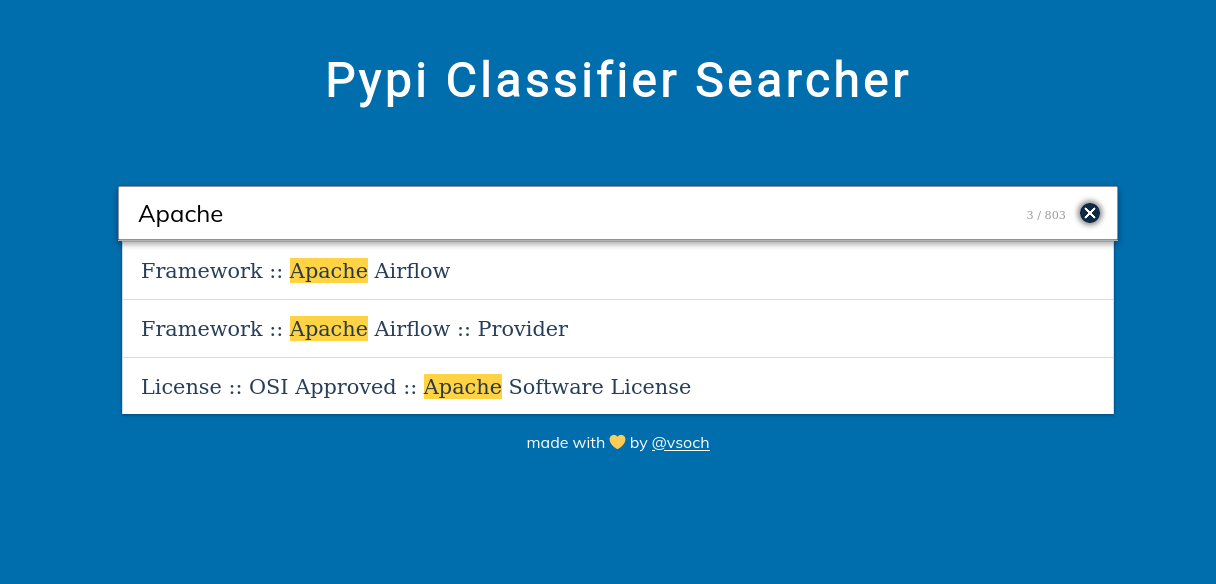 Pypi Classifier Searcher
Apache 3 / 803
Framework :: Apache Airflow
Framework :: Apache Airflow :: Provider
License :: OSI Approved :: Apache Software License
made with 💛 by @vsoch